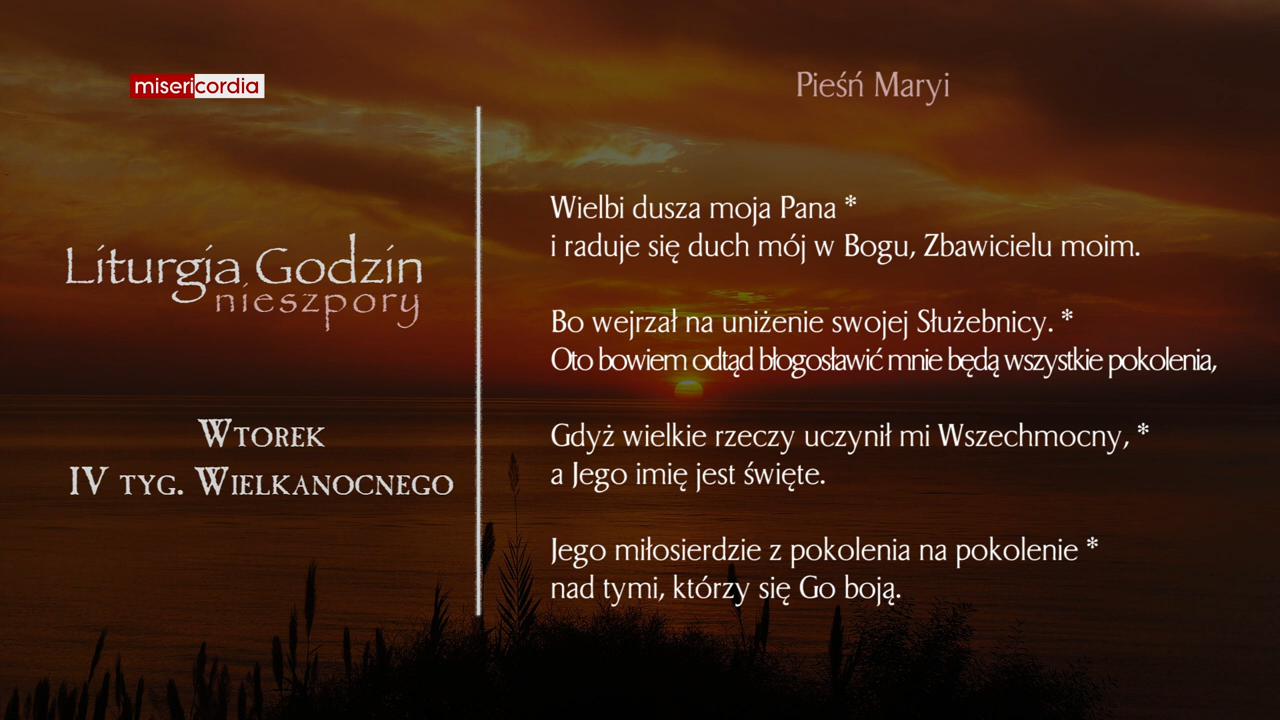 misericordia
Liturgia Godzin
nieszpory
Wtorek
IV tyg. Wielkanocnego
Pieśń Maryi
Wielbi dusza moja Pana *
i raduje się duch mój w Bogu, Zbawicielu moim.
Bo wejrzał na uniżenie swojej Służebnicy. *
Oto bowiem odtąd błogosławić mnie będą wszystkie pokolenia,
Gdyż wielkie rzeczy uczynił mi Wszechmocny, *
a Jego imię jest święte.
Jego miłosierdzie z pokolenia na pokolenie *
nad tymi, którzy się Go boją.